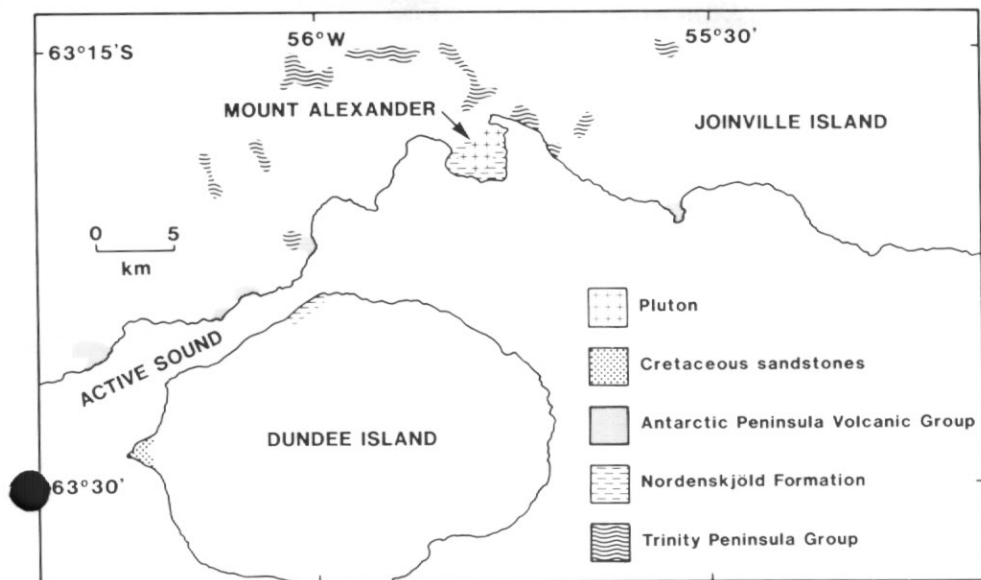 56°W
55°30'
63°15'S
MOUNT ALEXANDER
JOINVILLE ISLAND
0 5
km
Pluton
ACTIVE SOUND
Cretaceous sandstones
Antarctic Peninsula Volcanic Group
DUNDEE ISLAND
63°30'
Nordenskjöld Formation
Trinity Peninsula Group